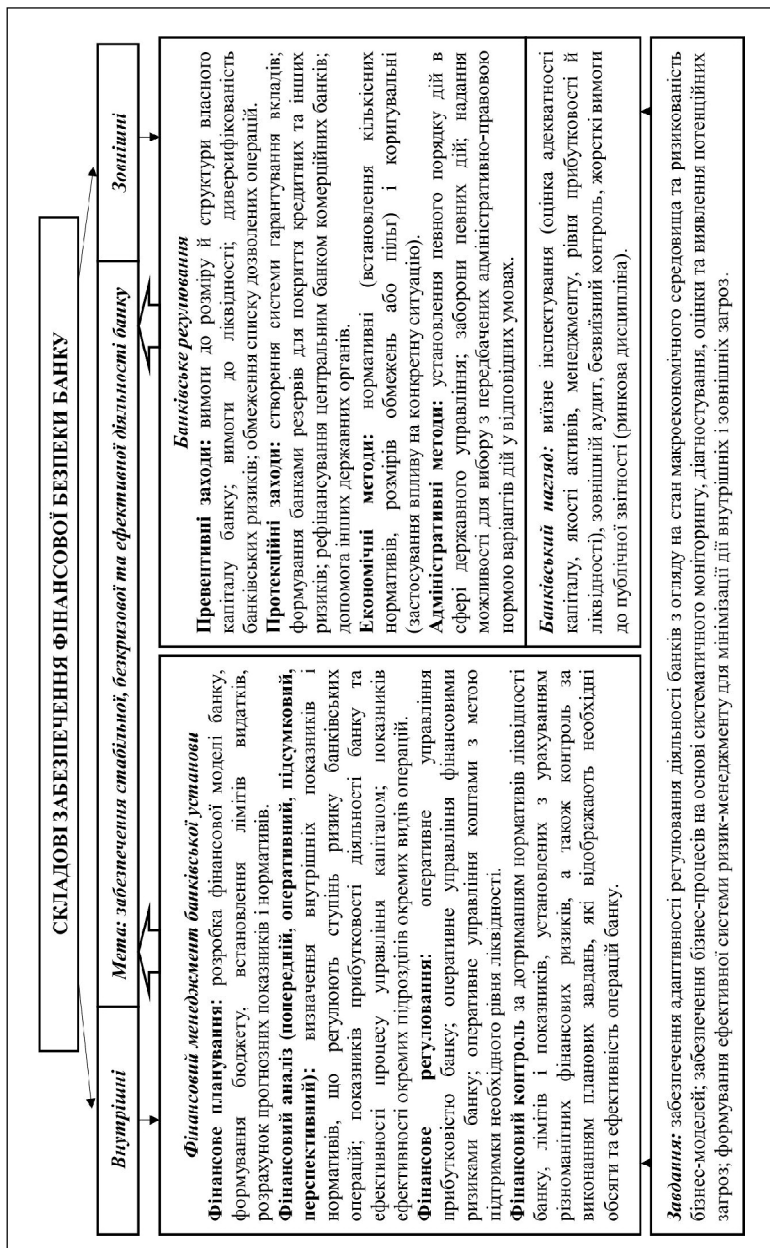 СКЛАДОВІ ЗАБЕЗПЕЧЕННЯ ФІНАНСОВОЇ БЕЗПЕКИ БАНКУ
Внутрішні
Мета: забезпечення стабільної, безкризової та ефективної діяльності банку
Зовнішні
Фінансовий менеджмент банківської установи
Фінансове планування: розробка фінансової моделі банку,
формування бюджету, встановлення лімітів видатків,
розрахунок прогнозних показників і нормативів.
Фінансовий аналіз (попередній, оперативний, підсумковий,
перспективний): визначення внутрішніх показників і
нормативів, що регулюють ступінь ризику банківських
операцій; показників прибутковості діяльності банку та
ефективності процесу управління капіталом; показників
ефективності окремих підрозділів окремих видів операцій.
Фінансове регулювання: оперативне управління
прибутковістю банку; оперативне управління фінансовими
ризиками банку; оперативне управління коштами з метою
підтримки необхідного рівня ліквідності.
Фінансовий контроль за дотриманням нормативів ліквідності
банку, лімітів і показників, установлених з урахуванням
різноманітних фінансових ризиків, а також контроль за
виконанням планових завдань, які відображають необхідні
обсяги та ефективність операцій банку.
Банківське регулювання
Превентивні заходи: вимоги до розміру й структури власного
капіталу банку; вимоги до ліквідності; диверсифікованість
банківських ризиків; обмеження списку дозволених операцій.
Протекційні заходи: створення системи гарантування вкладів;
формування банками резервів для покриття кредитних та інших
ризиків; рефінансування центральним банком комерційних банків;
допомога інших державних органів.
Економічні методи: нормативні (встановлення кількісних
нормативів, розмірів обмежень або пільг) і коригувальні
(застосування впливу на конкретну ситуацію).
Адміністративні методи: установлення певного порядку дій в
сфері державного управління; заборони певних дій; надання
можливості для вибору з передбачених адміністративно-правовою
нормою варіантів дій у відповідних умовах.
Банківський нагляд: виїзне інспектування (оцінка адекватності
капіталу, якості активів, менеджменту, рівня прибутковості й
ліквідності), зовнішній аудит, безвиїзний контроль, жорсткі вимоги
до публічної звітності (ринкова дисципліна).
Завдання: забезпечення адаптивності регулювання діяльності банків з огляду на стан макроекономічного середовища та ризикованість
бізнес-моделей; забезпечення бізнес-процесів на основі систематичного моніторингу, діагностування, оцінки та виявлення потенційних
загроз; формування ефективної системи ризик-менеджменту для мінімізації дії внутрішніх і зовнішніх загроз.